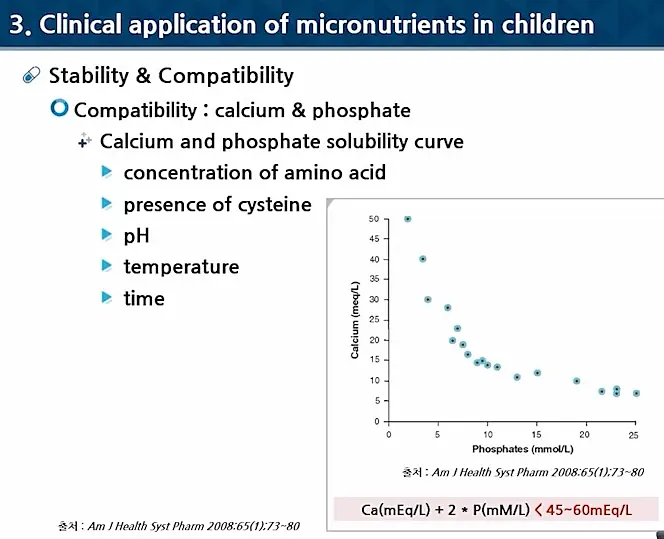 3. Clinical application of micronutrients in children
Stability & Compatibility
Compatibility : calcium & phosphate
Calcium and phosphate solubility curve
concentration of amino acid
presence of cysteine
pH
temperature
time
50
45
40
35
30
25
20
15
10
5
0
Calcium (meq/L)
0 5 10 15 20 25
Phosphates (mmol/L)
출처 : Am J Health Syst Pharm 2008:65(1);73~80
Ca(mEq/L) + 2 * P(mM/L) < 45~60mEq/L
출처 : Am J Health Syst Pharm 2008:65(1);73~80